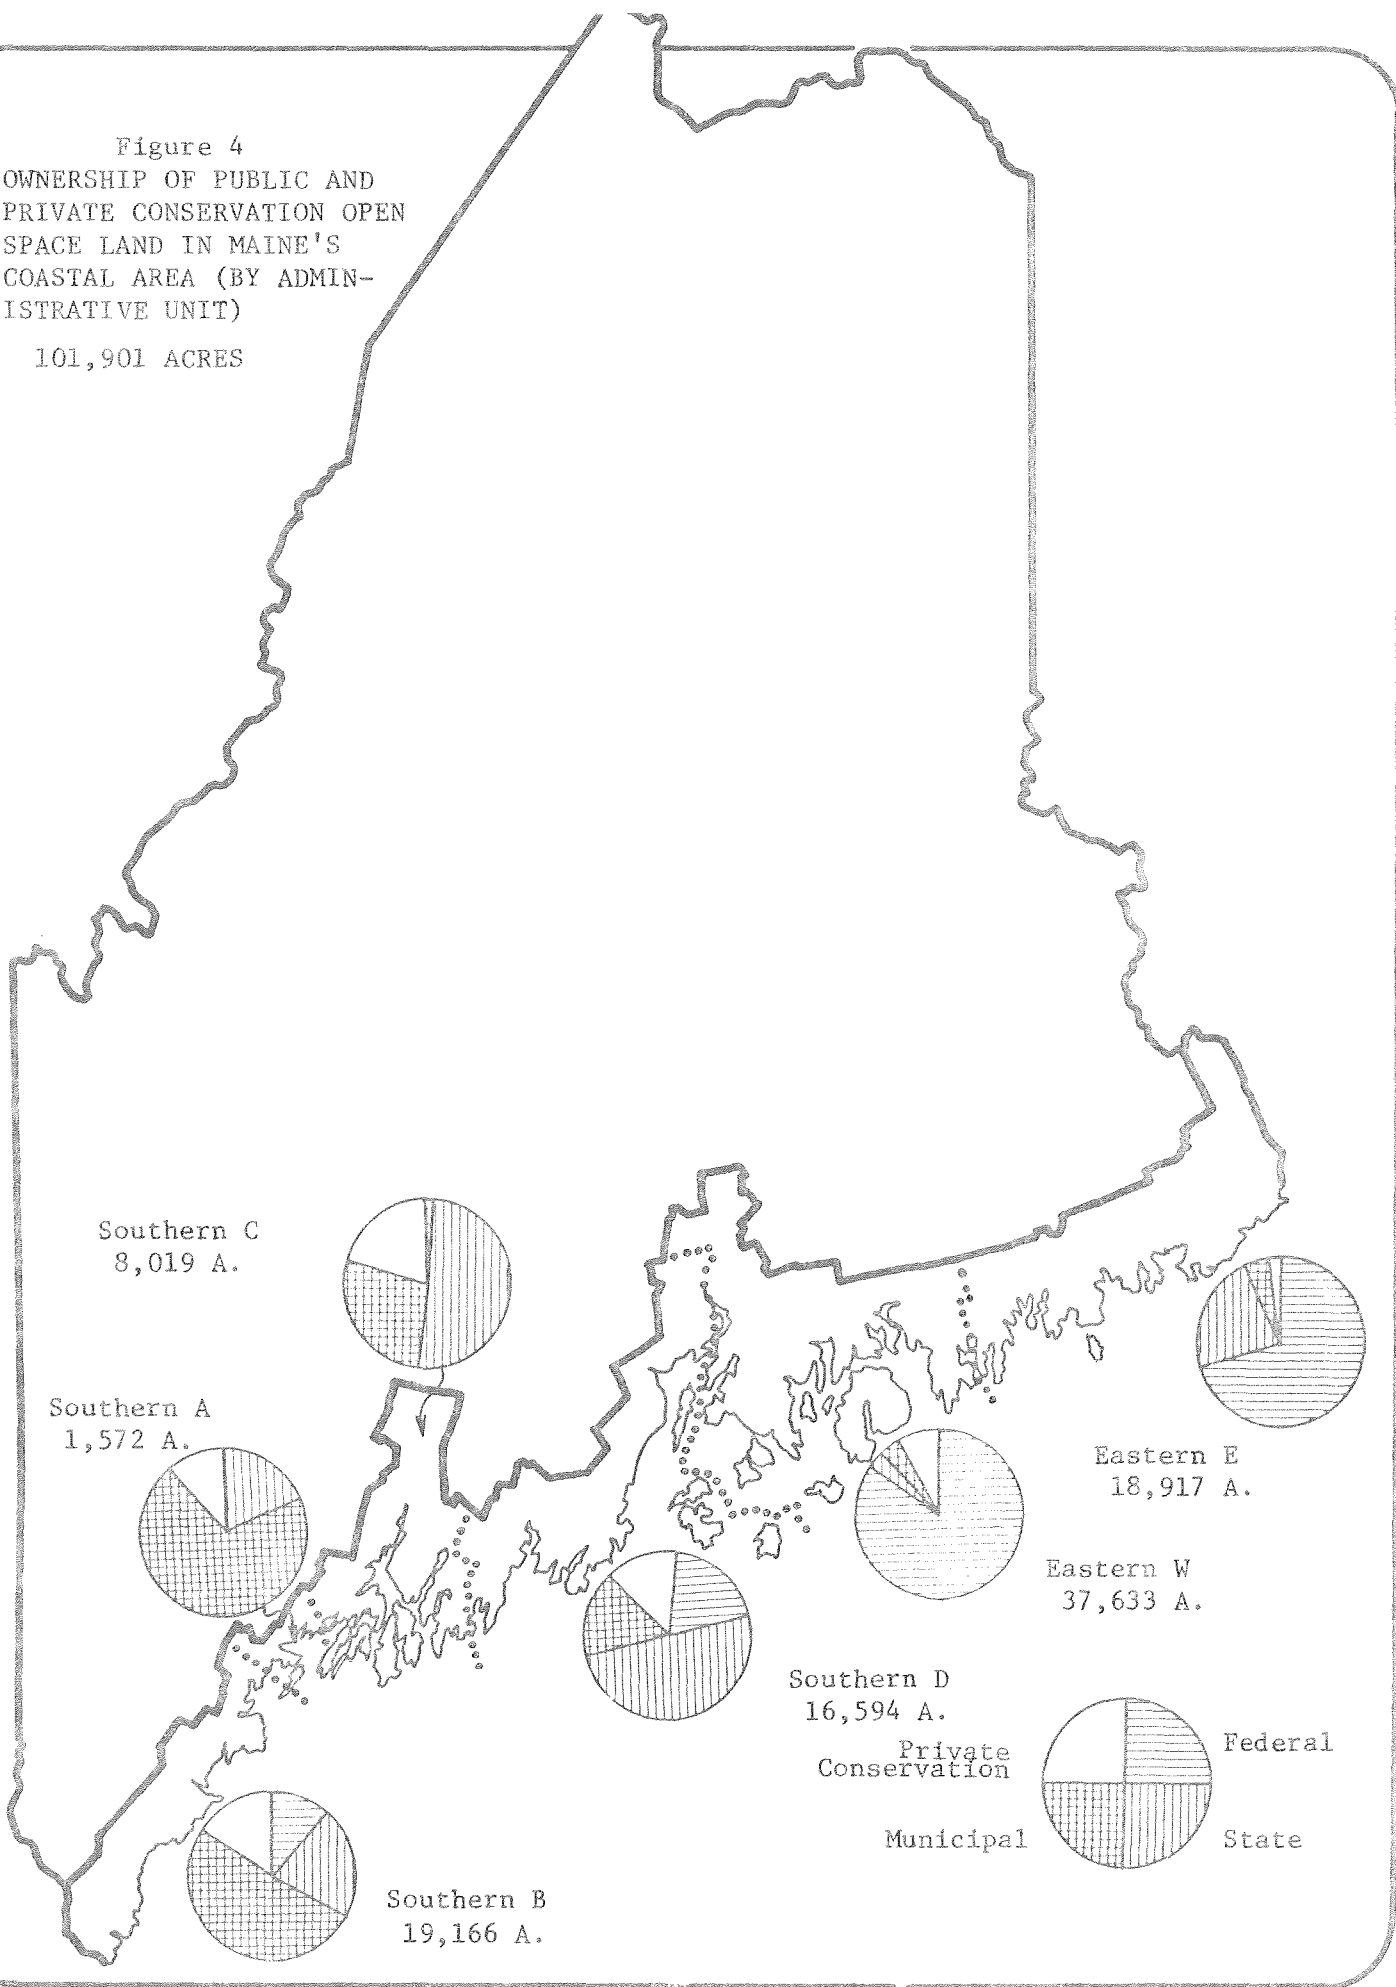 Figure 4
OWNERSHIP OF PUBLIC AND
PRIVATE CONSERVATION OPEN
SPACE LAND IN MAINE'S
COASTAL AREA (BY ADMIN-
ISTRATIVE UNIT)
101,901 ACRES
Southern C
8,019 A.
Southern A
1,572 A.
Eastern E
18,917 A.
Eastern W
37,633 A.
Southern D
16,594 A.
Private
Conservation
Federal
Municipal
State
Southern B
19,166 A.